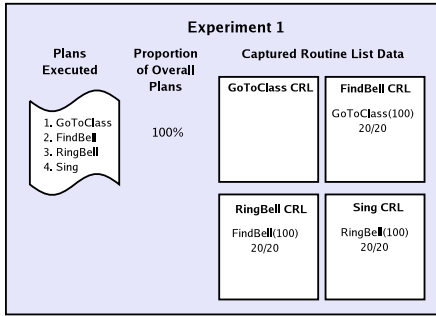 Experiment 1
Plans
Executed
Proportion
of Overall
Plans
Captured Routine List Data
1. GoToClass
2. FindBell
3. RingBell
4. Sing
100%
GoToClass CRL
FindBell CRL
GoToClass(100)
20/20
RingBell CRL
FindBell(100)
20/20
Sing CRL
RingBell(100)
20/20